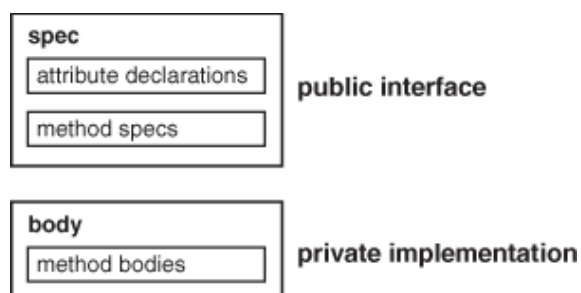 spec
attribute declarations
public interface
method specs
body
private implementation
method bodies